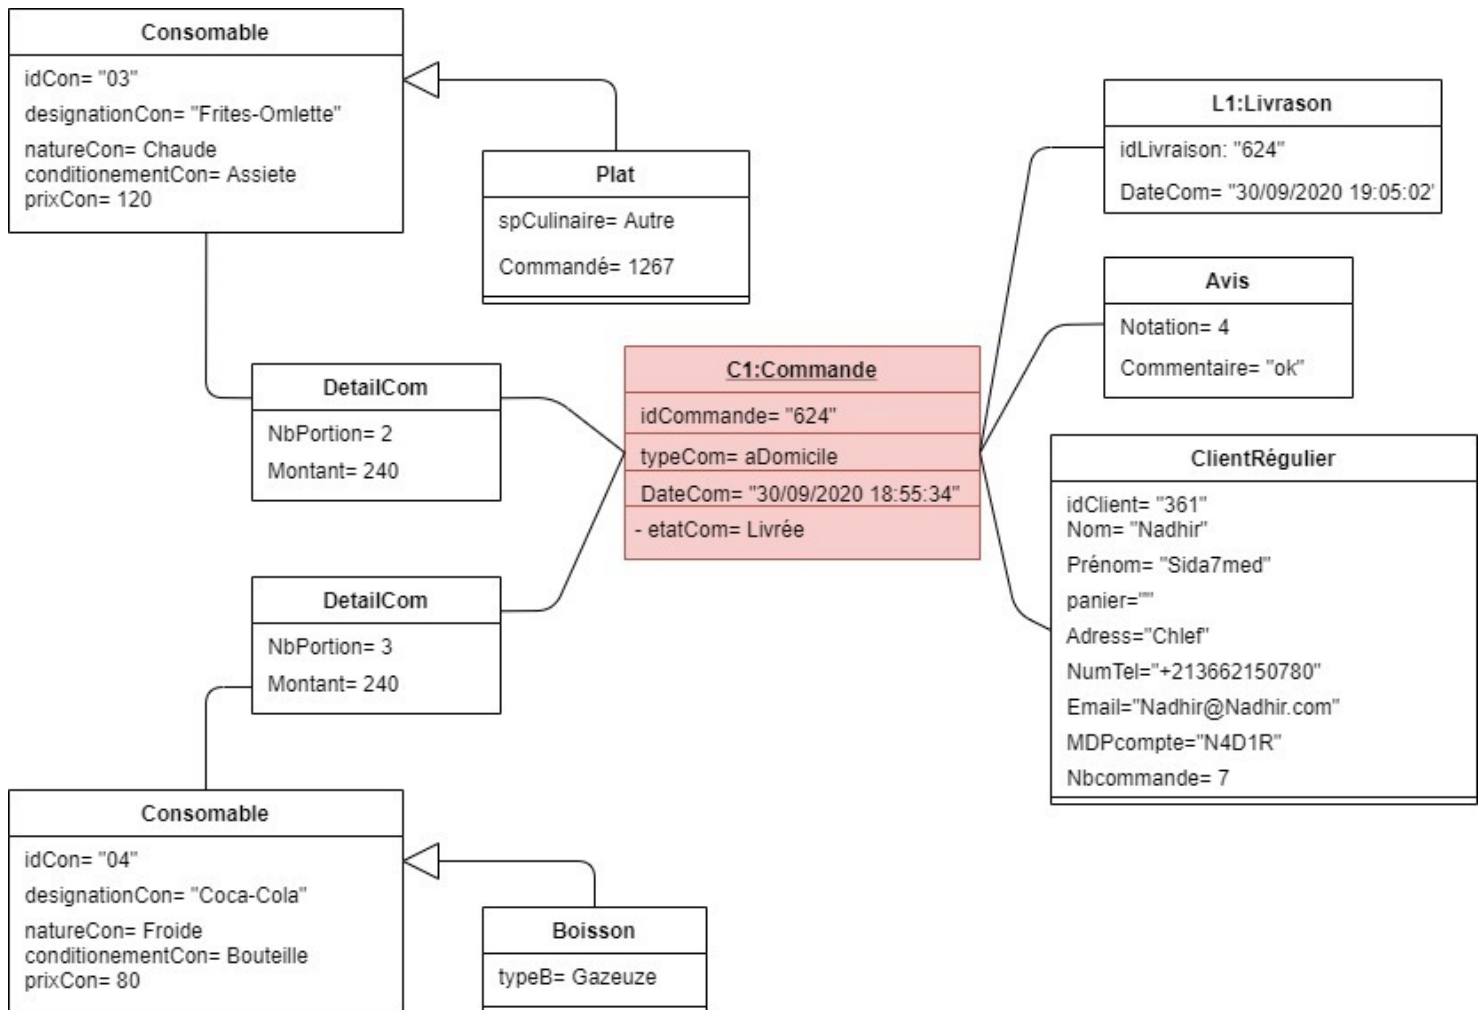 Consomable
idCon= "03"
designationCon= "Frites-Omlette"
natureCon= Chaude
conditionementCon= Assiete
prixCon= 120
Plat
spCulinaire= Autre
Commandé= 1267
L1:Livrason
idLivraison: "624"
DateCom= "30/09/2020 19:05:02'
Avis
Notation= 4
Commentaire= "ok"
DetailCom
NbPortion= 2
Montant= 240
C1:Commande
idCommande= "624"
typeCom= aDomicile
DateCom= "30/09/2020 18:55:34"
- etatCom= Livrée
ClientRégulier
idClient= "361"
Nom= "Nadhir"
Prénom= "Sida7med"
panier=""
Adress="Chlef"
NumTel="+213662150780"
Email="Nadhir@Nadhir.com"
MDPcompte="N4D1R"
Nbcommande= 7
DetailCom
NbPortion= 3
Montant= 240
Consomable
idCon= "04"
designationCon= "Coca-Cola"
natureCon= Froide
conditionementCon= Bouteille
prixCon= 80
Boisson
typeB= Gazeuze